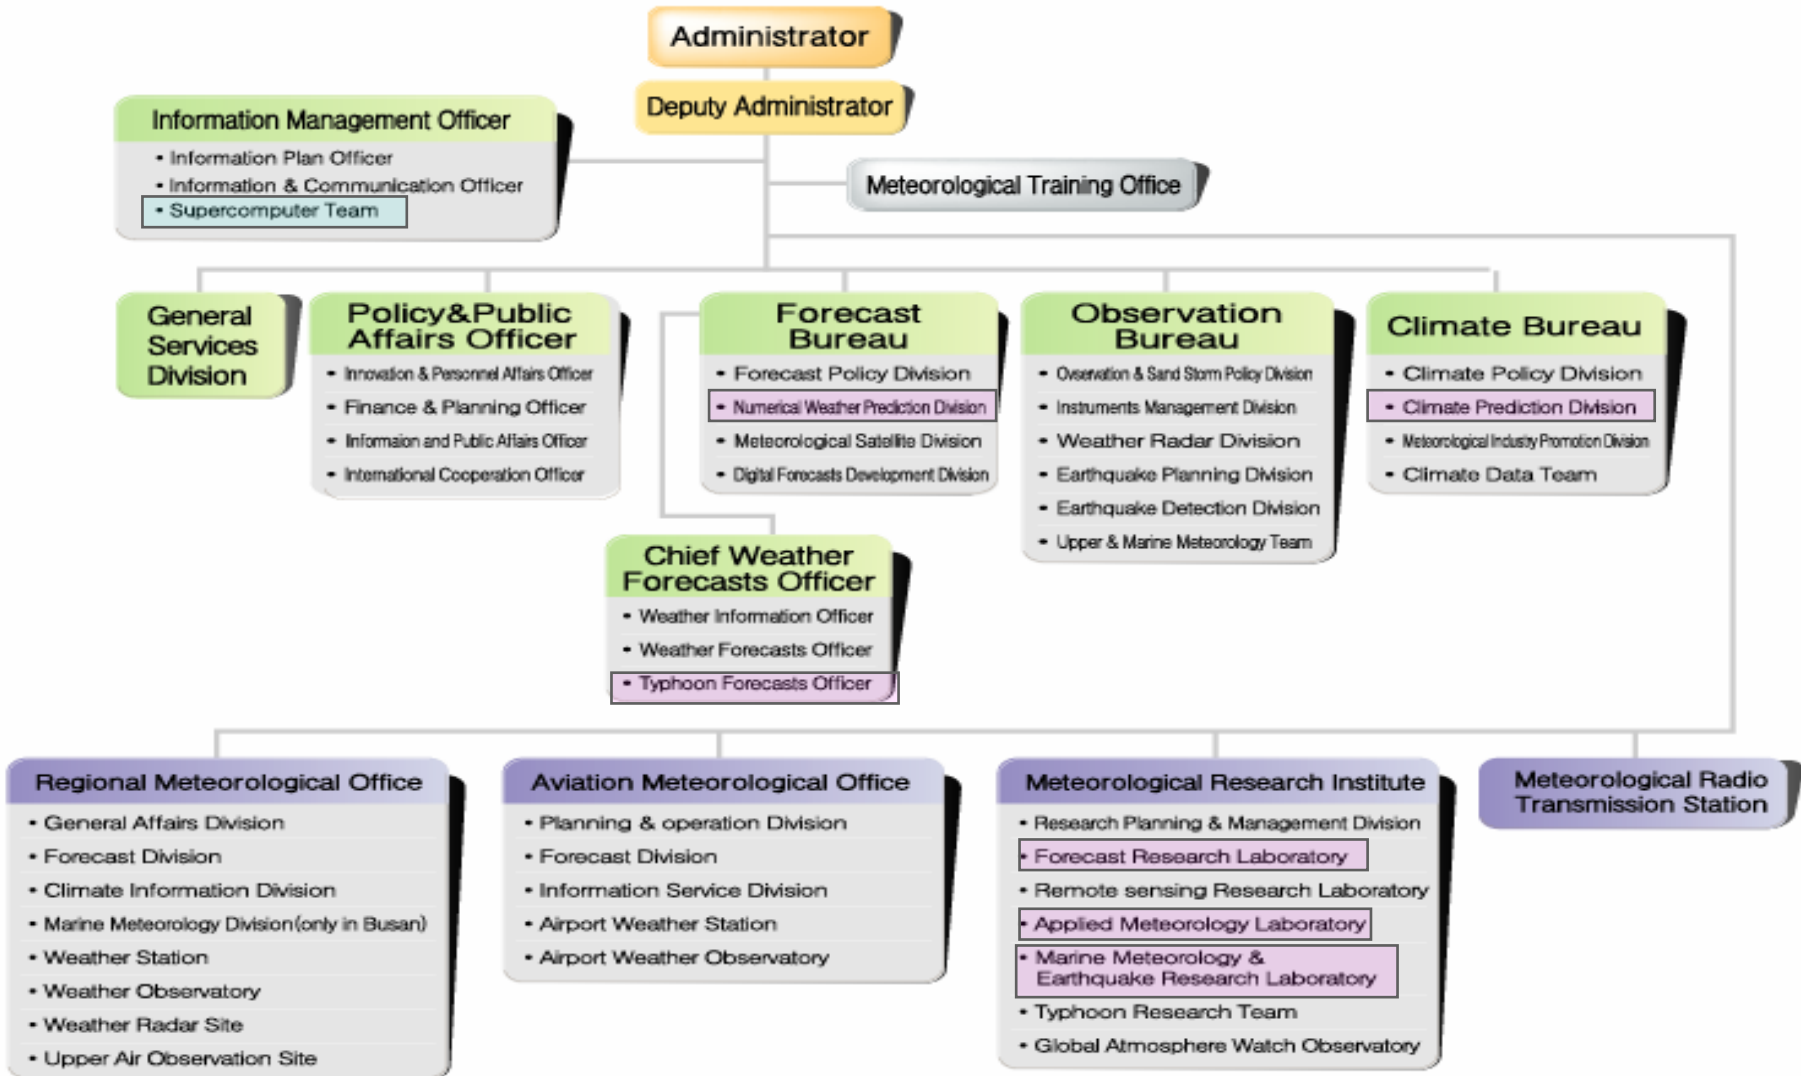 Administrator
Deputy Administrator
Information Management Officer
• Information Plan Officer
• Information & Communication Officer
• Supercomputer Team
Meteorological Training Office
General
Services
Division
Policy&Public
Affairs Officer
• Innovation & Personnel Affairs Officer
• Finance & Planning Officer
• Informaion and Public Affairs Officer
• International Cooperation Officer
Forecast
Bureau
• Forecast Policy Division
• Numerical Weather Prediction Division
• Meteorological Satellite Division
• Digital Forecasts Development Division
Observation
Bureau
• Ovservation & Sand Storm Policy Division
• Instruments Management Division
• Weather Radar Division
• Earthquake Planning Division
• Earthquake Detection Division
• Upper & Marine Meteorology Team
Climate Bureau
• Climate Policy Division
• Climate Prediction Division
• Meteorological Industry Promotion Division
• Climate Data Team
Chief Weather
Forecasts Officer
• Weather Information Officer
• Weather Forecasts Officer
• Typhoon Forecasts Officer
Regional Meteorological Office
• General Affairs Division
• Forecast Division
• Climate Information Division
• Marine Meteorology Division(only in Busan)
• Weather Station
• Weather Observatory
• Weather Radar Site
• Upper Air Observation Site
Aviation Meteorological Office
• Planning & operation Division
• Forecast Division
• Information Service Division
• Airport Weather Station
• Airport Weather Observatory
Meteorological Research Institute
• Research Planning & Management Division
• Forecast Research Laboratory
• Remote sensing Research Laboratory
• Applied Meteorology Laboratory
• Marine Meteorology &
Earthquake Research Laboratory
• Typhoon Research Team
• Global Atmosphere Watch Observatory
Meteorological Radio
Transmission Station